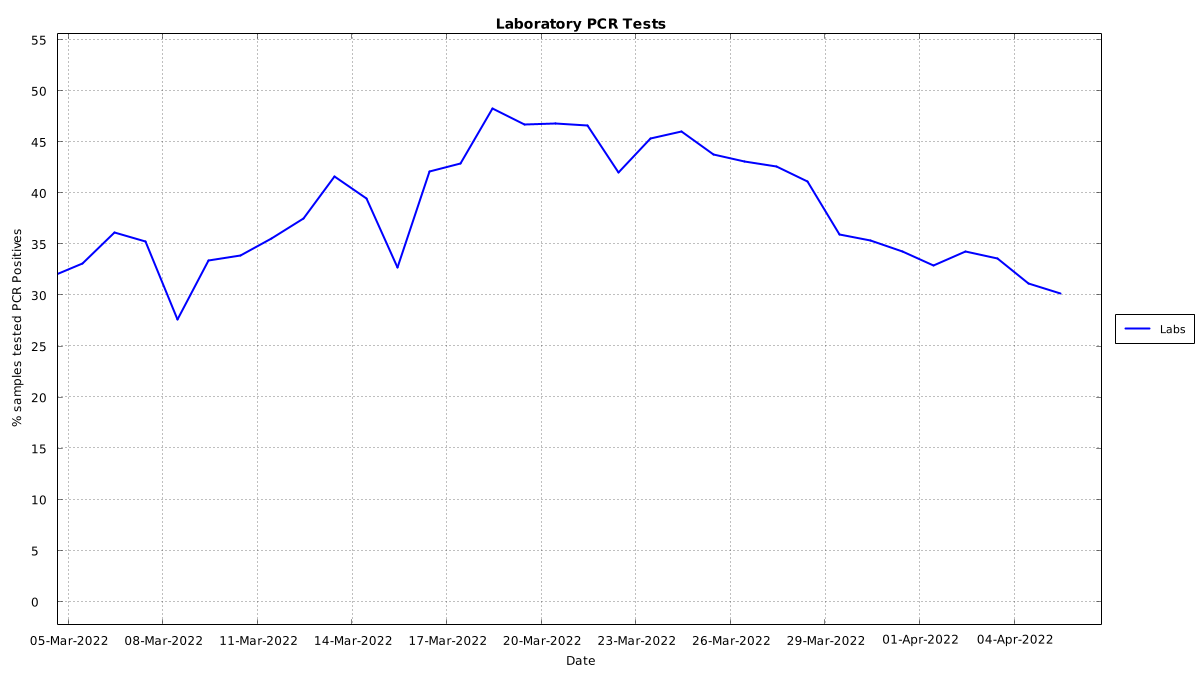 Laboratory PCR Tests
55
50
45
40
35
30
25
20
15
10
5
0
% samples tested PCR Positives
05-Mar-2022 08-Mar-2022 11-Mar-2022 14-Mar-2022 17-Mar-2022 20-Mar-2022 23-Mar-2022 26-Mar-2022 29-Mar-2022 01-Apr-2022 04-Apr-2022
Date
Labs